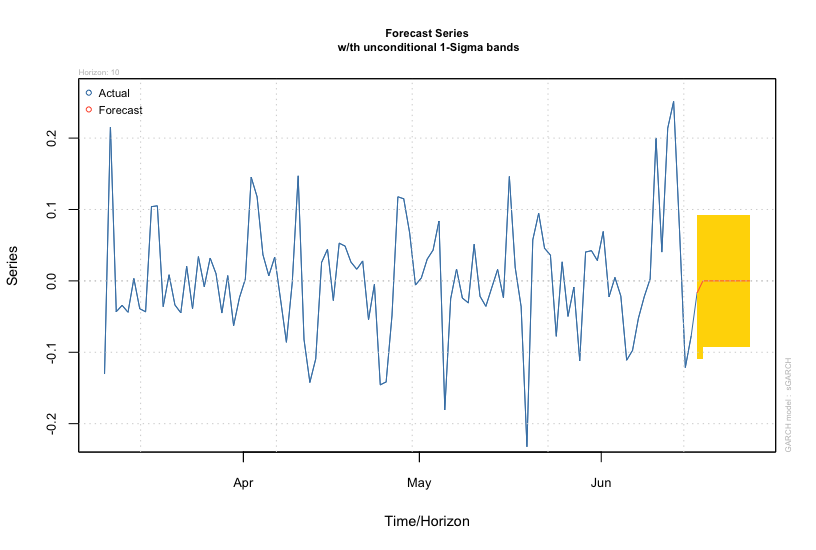 Forecast Series
w/th unconditional 1-Sigma bands
Horizon: 10
Actual
Forecast
0.2
0.1
0.0
-0.1
-0.2
Series
Apr
May
Jun
Time/Horizon
GARCH model : sGARCH